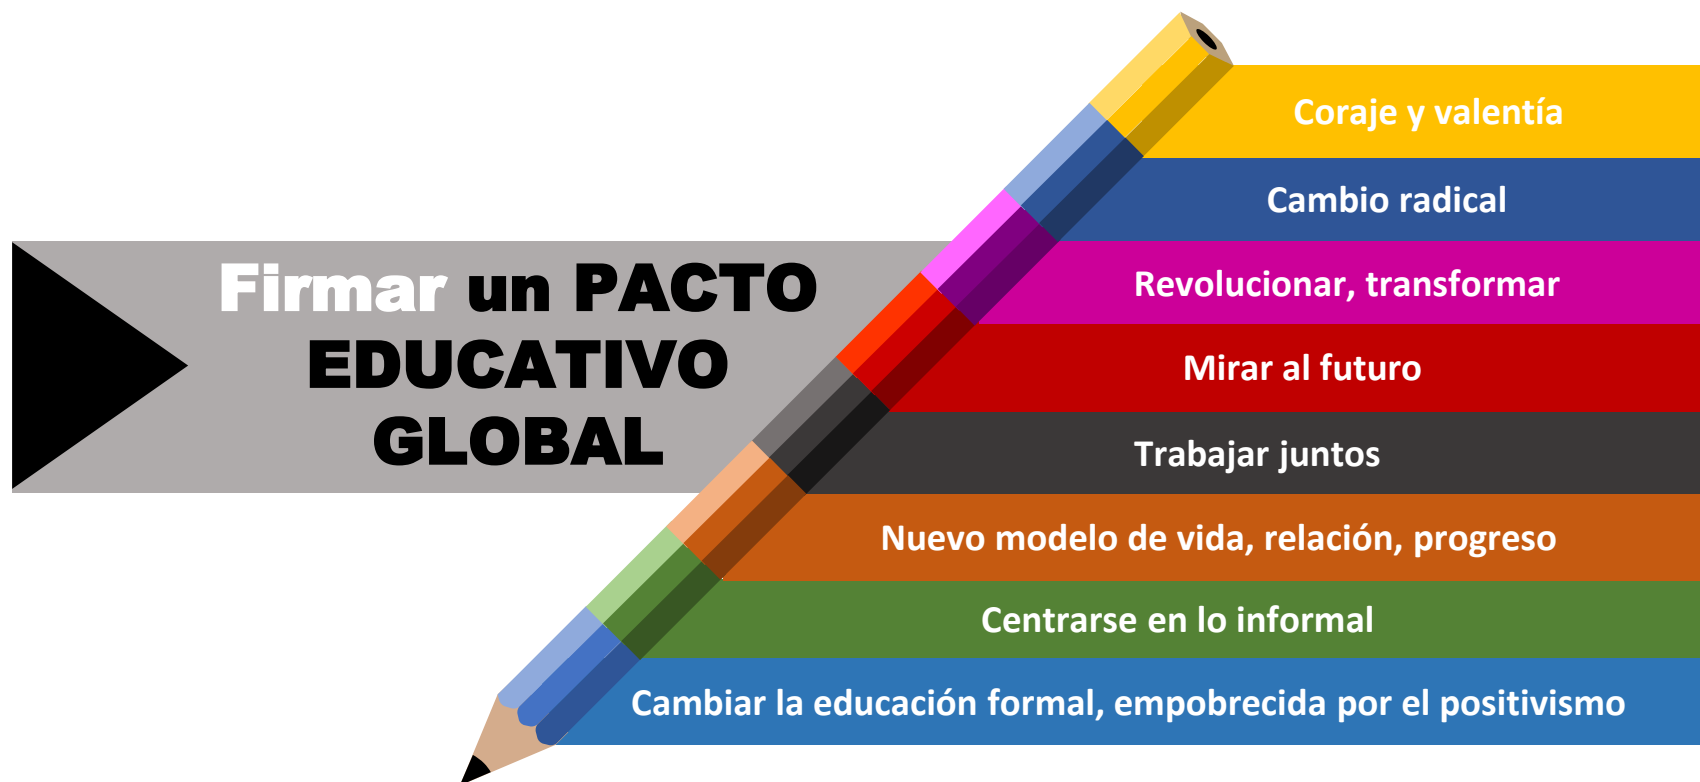 Firmar un PACTO
EDUCATIVO
GLOBAL
Coraje y valentía
Cambio radical
Revolucionar, transformar
Mirar al futuro
Trabajar juntos
Nuevo modelo de vida, relación, progreso
Centrarse en lo informal
Cambiar la educación formal, empobrecida por el positivismo